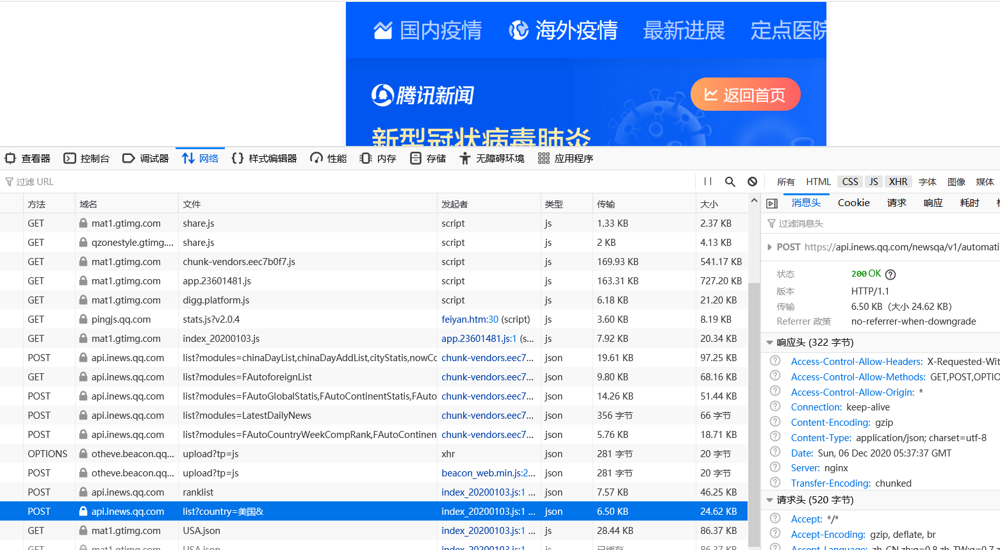 国内疫情 海外疫情 最新进展 定点医院
腾讯新闻 返回首页
新型冠状病毒肺炎
查看器 控制台 调试器 网络 样式编辑器 性能 内存 存储 无障碍环境 应用程序
过滤 URL 所有 HTML CSS JS XHR 字体 图像 媒体
方法 域名 文件 发起者 类型 传输 大小
GET mat1.gtimg.com share.js script js 1.33 KB 2.37 KB
GET qzonestyle.gtimg.... share.js script js 2 KB 4.13 KB
GET mat1.gtimg.com chunk-vendors.eec7b0f7.js script js 169.93 KB 541.17 KB
GET mat1.gtimg.com app.23601481.js script js 163.31 KB 727.20 KB
GET mat1.gtimg.com digg.platform.js script js 6.18 KB 21.20 KB
GET pingjs.qq.com stats.js?v2.0.4 feiyan.htm:30 (script) js 3.60 KB 8.19 KB
GET mat1.gtimg.com index_20200103.js app.23601481.js:1 (s... js 7.92 KB 20.34 KB
POST api.inews.qq.com list?modules=chinaDayList,chinaDayAddList,cityStatis,nowCo chunk-vendors.eec7... json 19.61 KB 97.25 KB
GET api.inews.qq.com list?modules=FAutoforeignList chunk-vendors.eec7... json 9.80 KB 68.16 KB
POST api.inews.qq.com list?modules=FAutoGlobalStatis,FAutoContinentStatis,FAuto chunk-vendors.eec7... json 14.26 KB 51.44 KB
POST api.inews.qq.com list?modules=LatestDailyNews chunk-vendors.eec7... json 356 字节 66 字节
POST api.inews.qq.com list?modules=FAutoCountryWeekCompRank,FAutoContinen chunk-vendors.eec7... json 5.76 KB 18.71 KB
OPTIONS otheve.beacon.qq... upload?tp=js xhr json 281 字节 20 字节
POST otheve.beacon.qq... upload?tp=js beacon_web.min.js:2... json 281 字节 20 字节
POST api.inews.qq.com ranklist index_20200103.js:1 ... json 7.57 KB 46.25 KB
POST api.inews.qq.com list?country=美国& index_20200103.js:1 ... json 6.50 KB 24.62 KB
GET mat1.gtimg.com USA.json index_20200103.js:1 ... js 28.44 KB 86.37 KB
GET mat1.gtimg.com USA.json index_20200103.js:1 ... js 已缓存 86.37 KB
消息头 Cookie 请求 响应 耗时
过滤消息头
POST https://api.inews.qq.com/newsqa/v1/automati
状态 200 OK
版本 HTTP/1.1
传输 6.50 KB (大小 24.62 KB)
Referrer 政策 no-referrer-when-downgrade
响应头 (322 字节)
Access-Control-Allow-Headers: X-Requested-Wit
Access-Control-Allow-Methods: GET,POST,OPTIO
Access-Control-Allow-Origin: *
Connection: keep-alive
Content-Encoding: gzip
Content-Type: application/json; charset=utf-8
Date: Sun, 06 Dec 2020 05:37:37 GMT
Server: nginx
Transfer-Encoding: chunked
请求头 (520 字节)
Accept: */*
Accept-Encoding: gzip, deflate, br
Accept-Language: zh-CN,zh;q=0.8,zh-TW;q=0.7,z